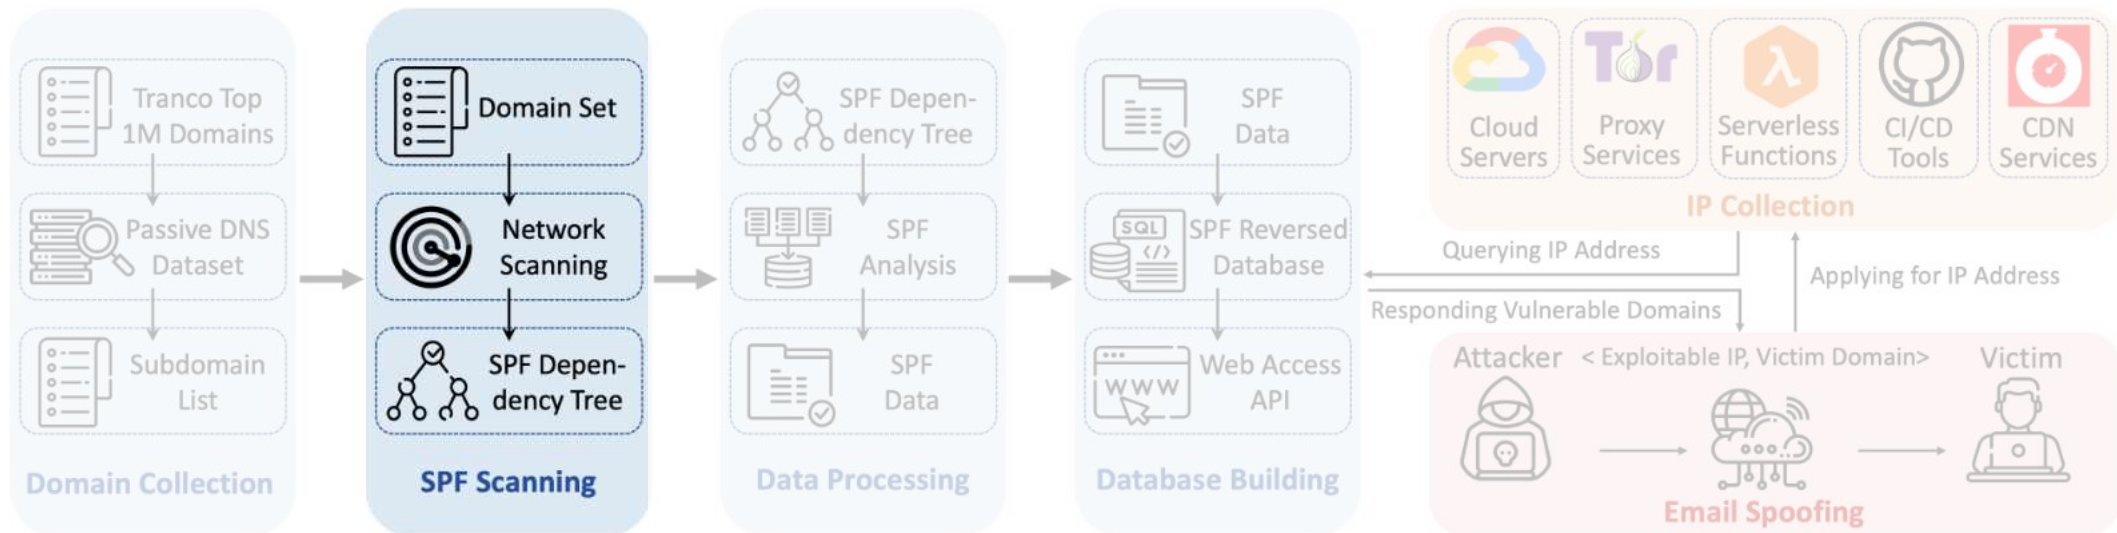 Tranco Top
1M Domains
Passive DNS
Dataset
Subdomain
List
Domain Collection
Domain Set
Network
Scanning
SPF Depen-
dency Tree
SPF Scanning
SPF Depen-
dency Tree
SPF
Analysis
SPF
Data
Data Processing
SPF
Data
SQL
</>
SPF Reversed
Database
WWW
Web Access
API
Database Building
Tor
λ
Cloud
Servers
Proxy
Services
Serverless
Functions
CI/CD
Tools
CDN
Services
IP Collection
Querying IP Address
Applying for IP Address
Responding Vulnerable Domains
Attacker
< Exploitable IP, Victim Domain>
Victim
Email Spoofing